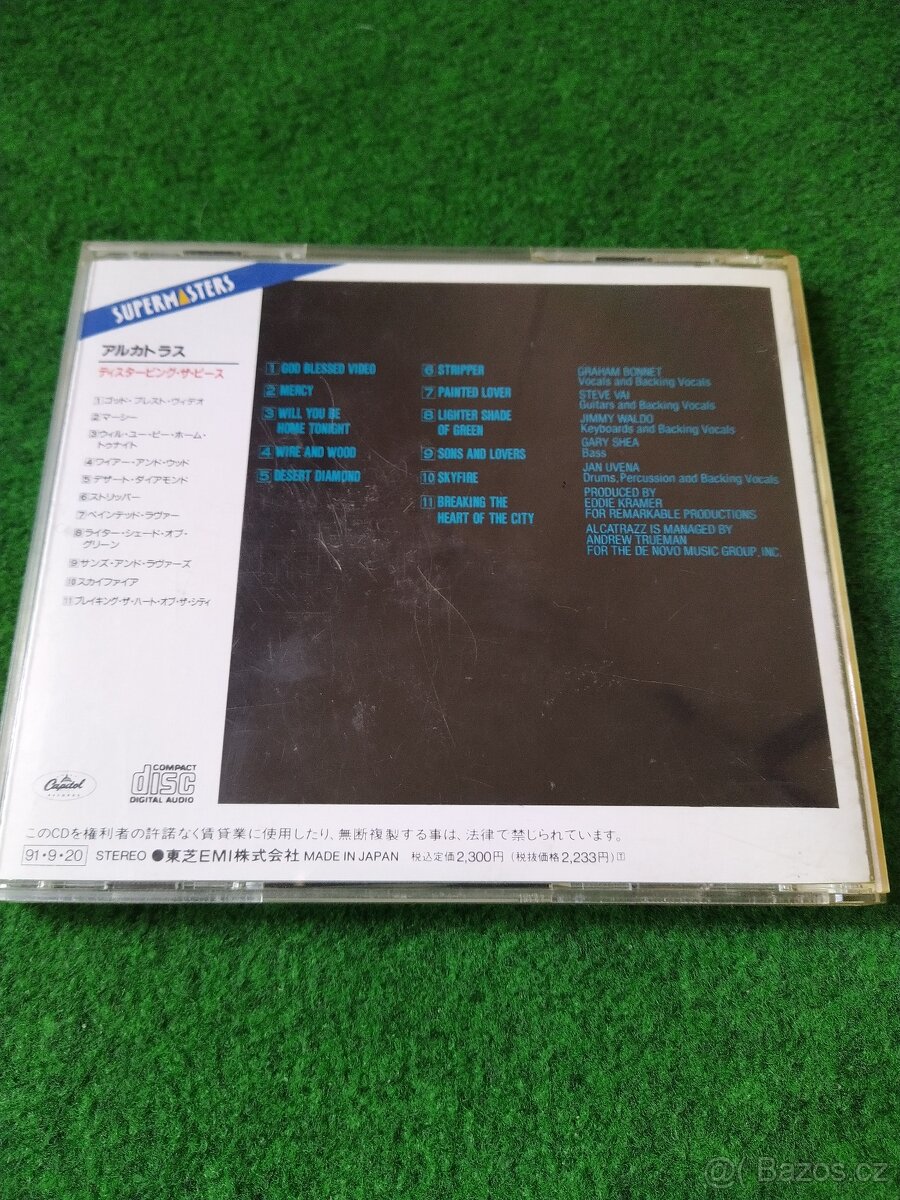 SUPERMASTERS
アルカトラス
ディスタービング・ザ・ピース
1 ゴッド・ブレスト・ヴィデオ
2 マーシー
3 ウィル・ユー・ビー・ホーム・
トゥナイト
4 ワイアー・アンド・ウッド
5 デザート・ダイアモンド
6 ストリッパー
7 ペインテッド・ラヴァー
8 ライター・シェード・オブ・
グリーン
9 サンズ・アンド・ラヴァーズ
10 スカイファイア
11 ブレイキング・ザ・ハート・オブ・ザ・シティ
1 GOD BLESSED VIDEO
2 MERCY
3 WILL YOU BE
HOME TONIGHT
4 WIRE AND WOOD
5 DESERT DIAMOND
6 STRIPPER
7 PAINTED LOVER
8 LIGHTER SHADE
OF GREEN
9 SONS AND LOVERS
10 SKYFIRE
11 BREAKING THE
HEART OF THE CITY
GRAHAM BONNET
Vocals and Backing Vocals
STEVE VAI
Guitars and Backing Vocals
JIMMY WALDO
Keyboards and Backing Vocals
GARY SHEA
Bass
JAN UVENA
Drums, Percussion and Backing Vocals
PRODUCED BY
EDDIE KRAMER
FOR REMARKABLE PRODUCTIONS
ALCATRAZZ IS MANAGED BY
ANDREW TRUEMAN
FOR THE DE NOVO MUSIC GROUP, INC.
Capitol
RECORDS
COMPACT
disc
DIGITAL AUDIO
このCDを権利者の許諾なく賃貸業に使用したり、無断複製する事は、法律で禁じられています。
91・9・20 STEREO ●東芝EMI株式会社 MADE IN JAPAN 税込定価2,300円 (税抜価格2,233円) T
Bazos.cz